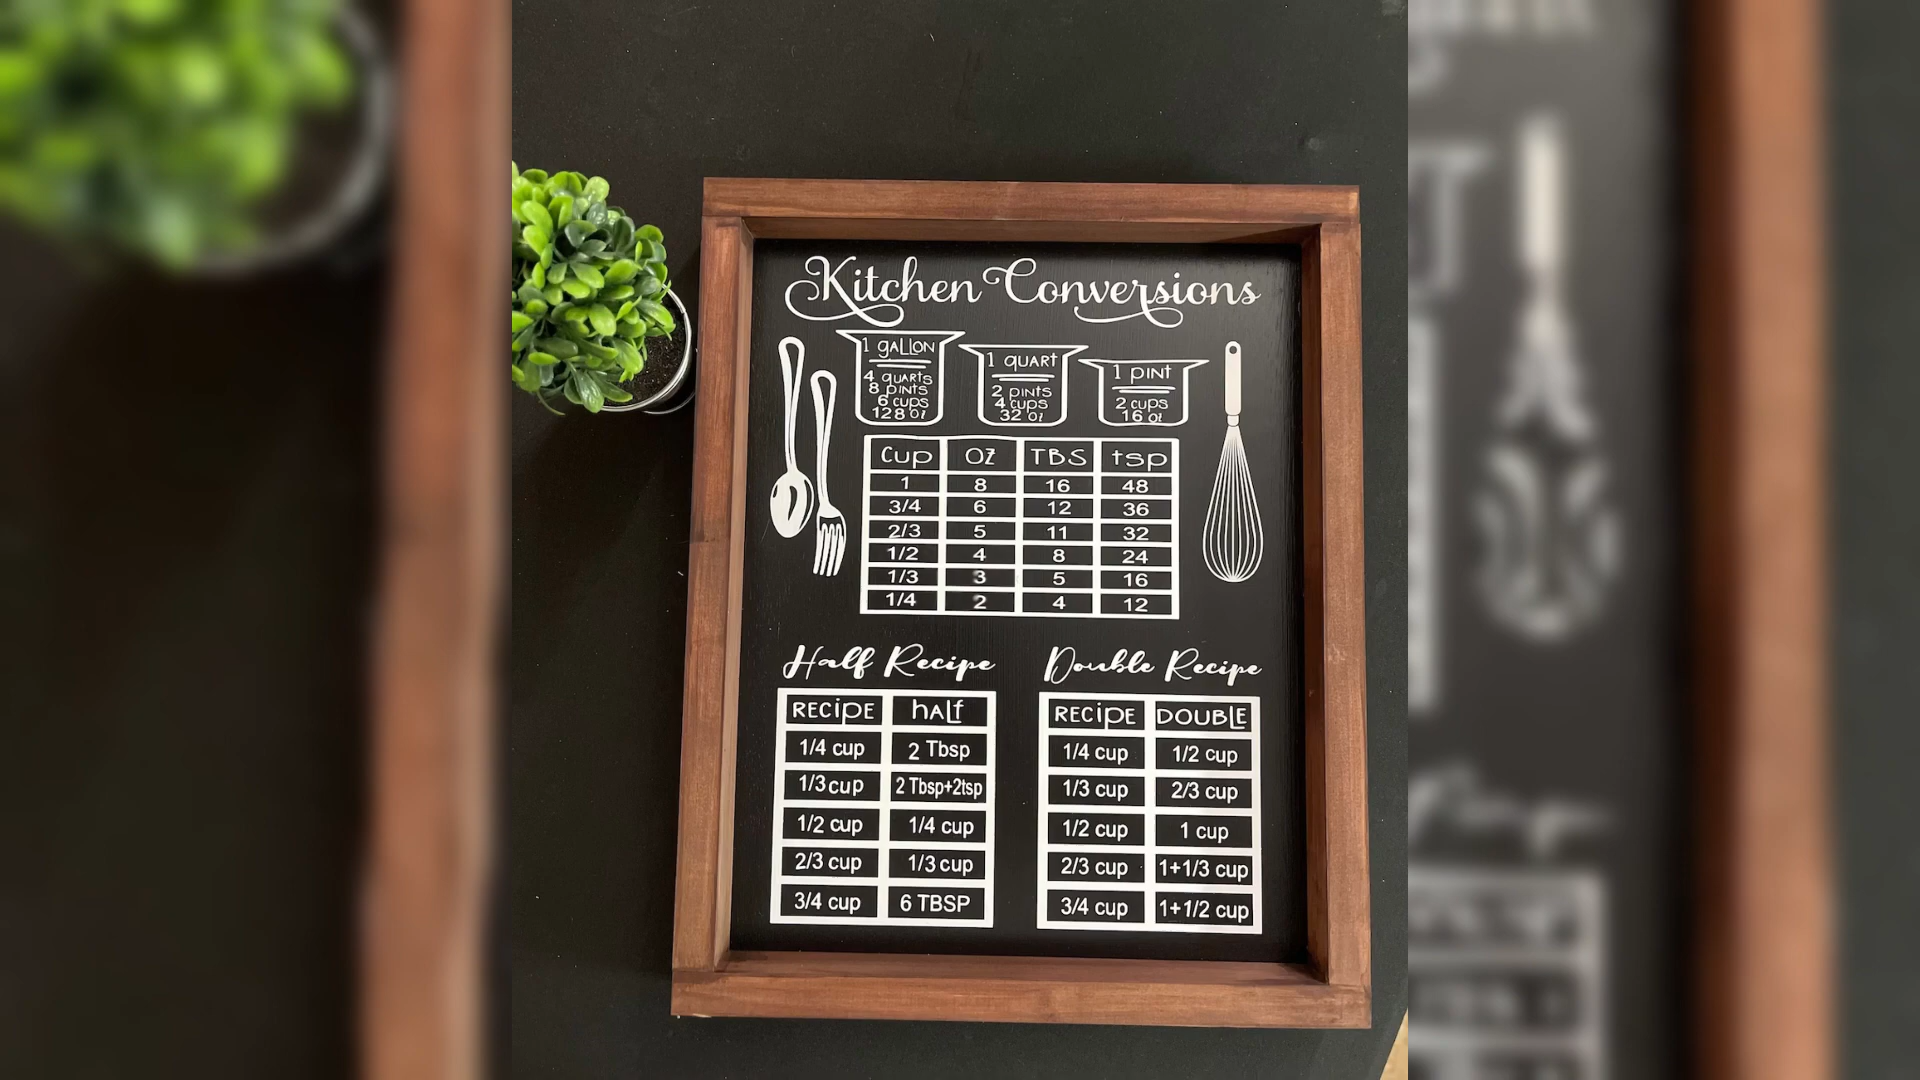 Kitchen Conversions
1 gallon
4 quarts
8 pints
6 cups
128 oz
1 quart
2 pints
4 cups
32 oz
1 pint
2 cups
16 oz
Cup OZ TBS tsp
1 8 16 48
3/4 6 12 36
2/3 5 11 32
1/2 4 8 24
1/3 3 5 16
1/4 2 4 12
Half Recipe
RECiPE hALf
1/4 cup 2 Tbsp
1/3 cup 2 Tbsp+2tsp
1/2 cup 1/4 cup
2/3 cup 1/3 cup
3/4 cup 6 TBSP
Double Recipe
RECiPE DOUBLE
1/4 cup 1/2 cup
1/3 cup 2/3 cup
1/2 cup 1 cup
2/3 cup 1+1/3 cup
3/4 cup 1+1/2 cup